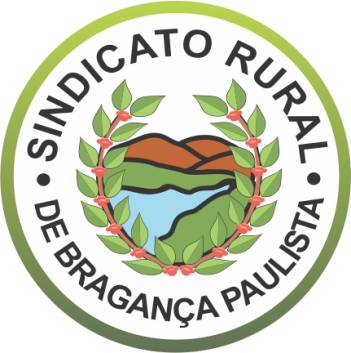 SINDICATO RURAL
• DE BRAGANÇA PAULISTA •